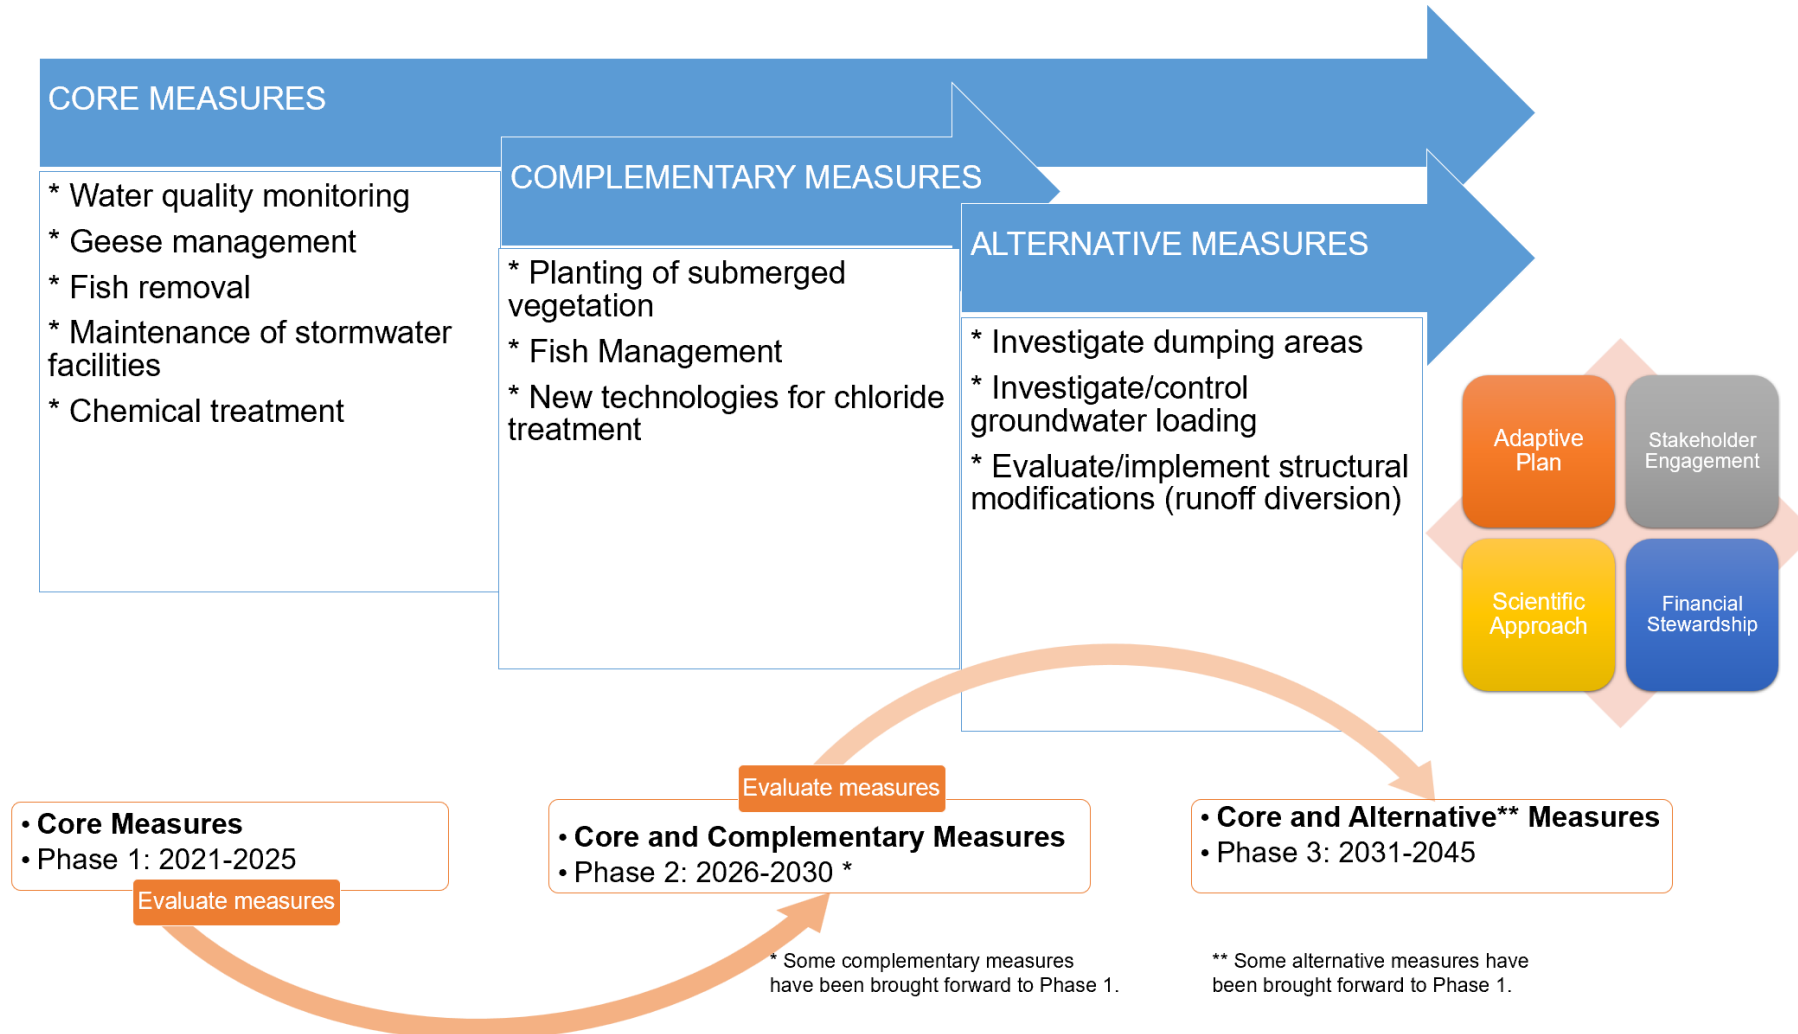 CORE MEASURES
* Water quality monitoring
* Geese management
* Fish removal
* Maintenance of stormwater
facilities
* Chemical treatment
COMPLEMENTARY MEASURES
* Planting of submerged
vegetation
* Fish Management
* New technologies for chloride
treatment
ALTERNATIVE MEASURES
* Investigate dumping areas
* Investigate/control
groundwater loading
* Evaluate/implement structural
modifications (runoff diversion)
Adaptive
Plan
Stakeholder
Engagement
Scientific
Approach
Financial
Stewardship
• Core Measures
• Phase 1: 2021-2025
Evaluate measures
Evaluate measures
• Core and Complementary Measures
• Phase 2: 2026-2030 *
• Core and Alternative** Measures
• Phase 3: 2031-2045
* Some complementary measures
have been brought forward to Phase 1.
** Some alternative measures have
been brought forward to Phase 1.